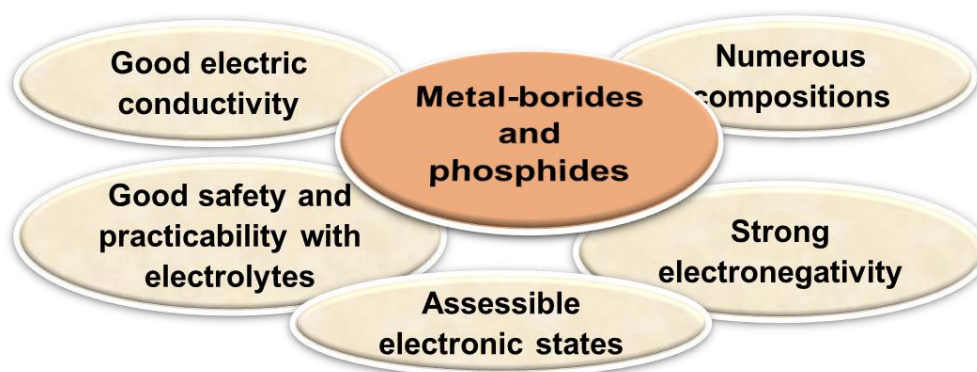 Good electric
conductivity
Metal-borides
and
phosphides
Numerous
compositions
Good safety and
practicability with
electrolytes
Strong
electronegativity
Assessible
electronic states